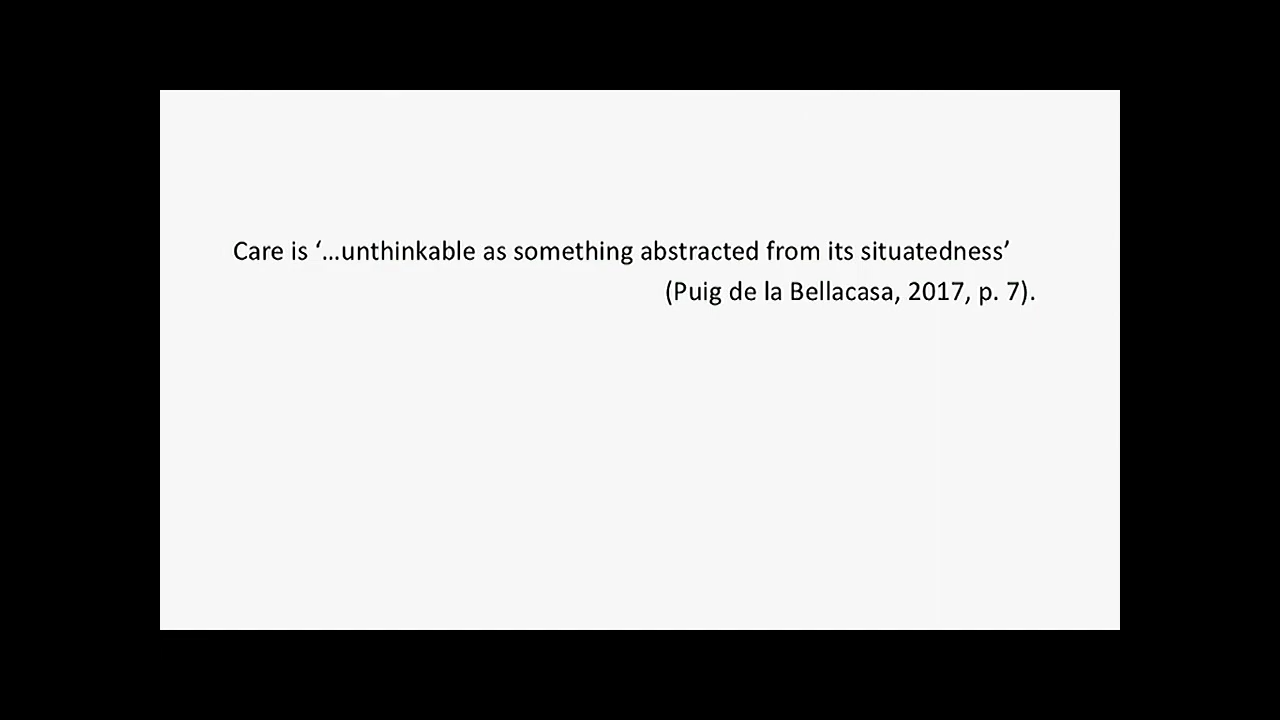 Care is ‘…unthinkable as something abstracted from its situatedness’
(Puig de la Bellacasa, 2017, p. 7).